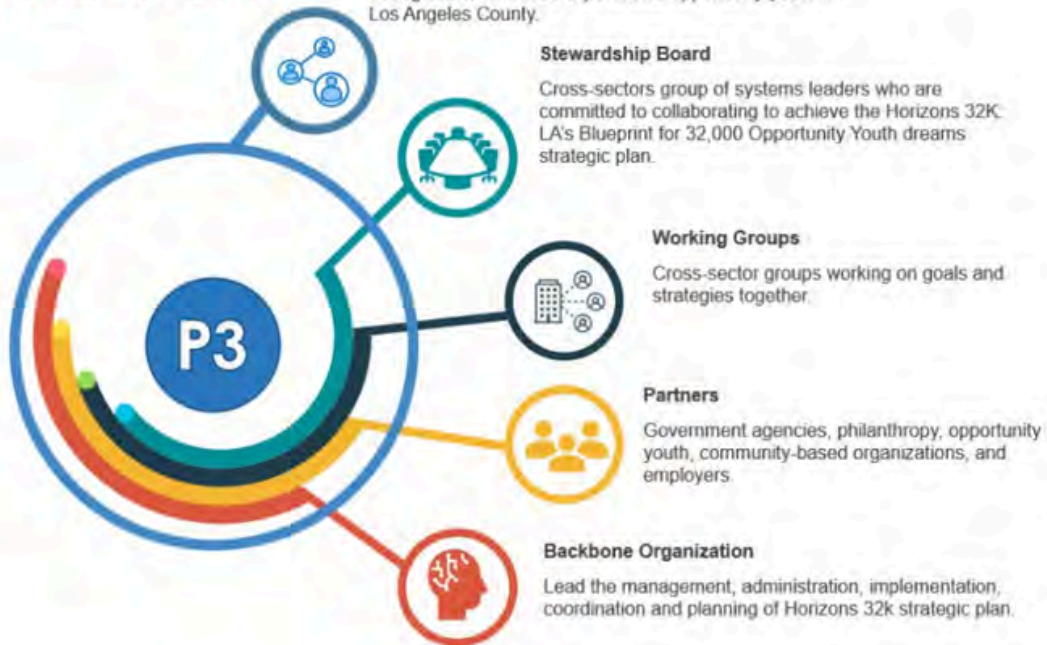 Los Angeles County.
Stewardship Board
Cross-sectors group of systems leaders who are
committed to collaborating to achieve the Horizons 32K:
LA's Blueprint for 32,000 Opportunity Youth dreams
strategic plan.
Working Groups
Cross-sector groups working on goals and
strategies together.
P3
Partners
Government agencies, philanthropy, opportunity
youth, community-based organizations, and
employers.
Backbone Organization
Lead the management, administration, implementation,
coordination and planning of Horizons 32k strategic plan.